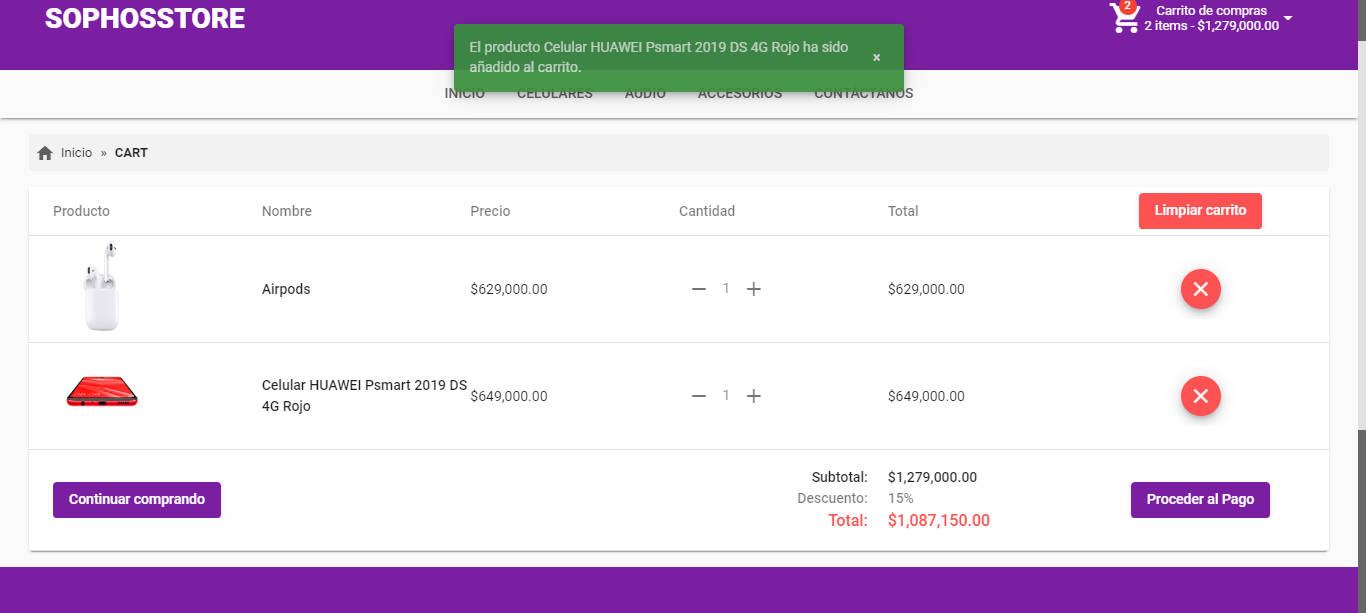 SOPHOSSTORE
2
Carrito de compras
2 items - $1,279,000.00
El producto Celular HUAWEI Psmart 2019 DS 4G Rojo ha sido
añadido al carrito.
×
INICIO CELULARES AUDIO ACCESORIOS CONTÁCTANOS
Inicio » CART
Producto Nombre Precio Cantidad Total Limpiar carrito
Airpods $629,000.00 1 $629,000.00
Celular HUAWEI Psmart 2019 DS
4G Rojo
$649,000.00 1 $649,000.00
Subtotal: $1,279,000.00
Descuento: 15%
Total: $1,087,150.00
Continuar comprando
Proceder al Pago